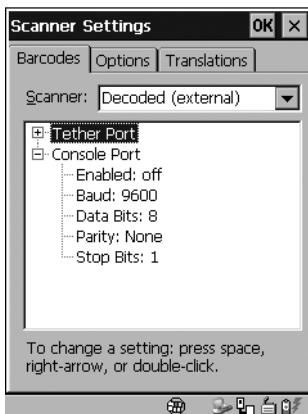 Scanner Settings OK ×
Barcodes Options Translations
Scanner: Decoded (external)
Tether Port
Console Port
Enabled: off
Baud: 9600
Data Bits: 8
Parity: None
Stop Bits: 1
To change a setting: press space,
right-arrow, or double-click.